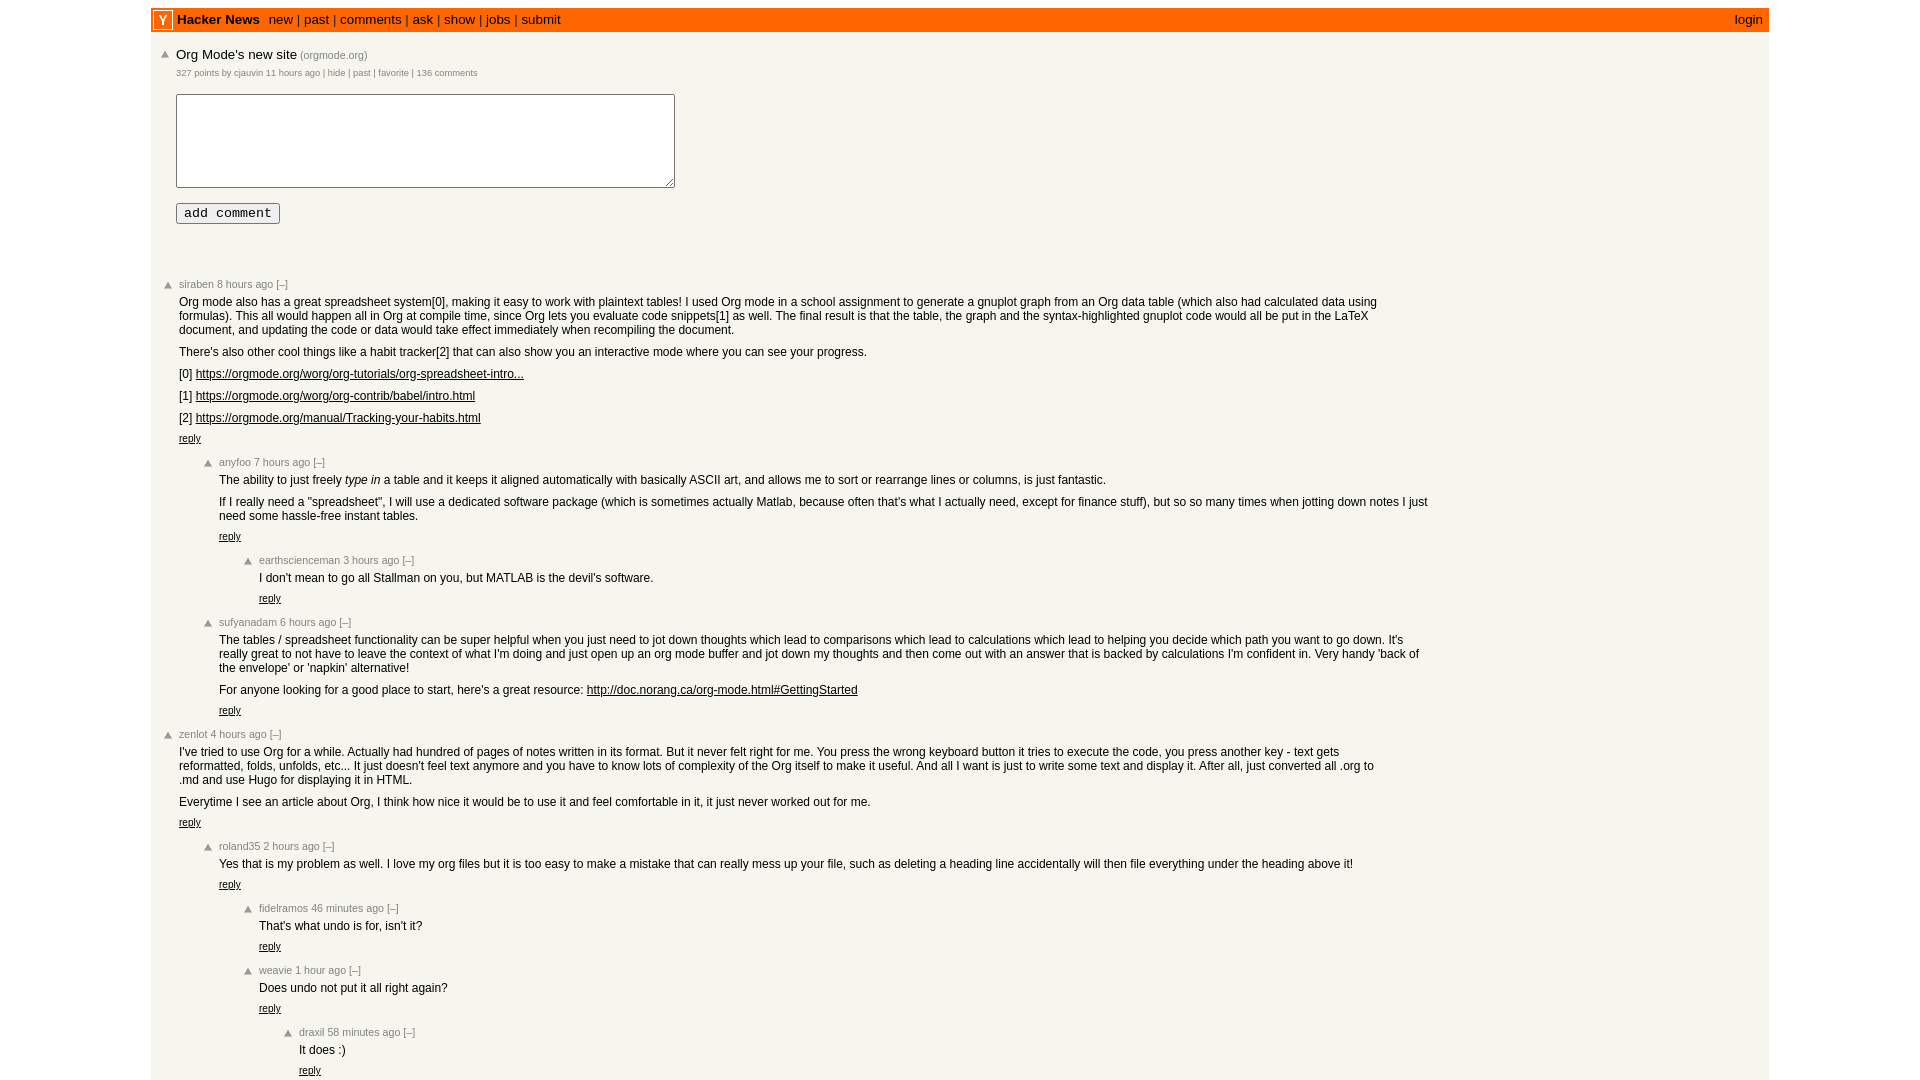 Y Hacker News new | past | comments | ask | show | jobs | submit login
Org Mode's new site (orgmode.org)
327 points by cjauvin 11 hours ago | hide | past | favorite | 136 comments
add comment
siraben 8 hours ago [–]
Org mode also has a great spreadsheet system[0], making it easy to work with plaintext tables! I used Org mode in a school assignment to generate a gnuplot graph from an Org data table (which also had calculated data using
formulas). This all would happen all in Org at compile time, since Org lets you evaluate code snippets[1] as well. The final result is that the table, the graph and the syntax-highlighted gnuplot code would all be put in the LaTeX
document, and updating the code or data would take effect immediately when recompiling the document.
There's also other cool things like a habit tracker[2] that can also show you an interactive mode where you can see your progress.
[0] https://orgmode.org/worg/org-tutorials/org-spreadsheet-intro...
[1] https://orgmode.org/worg/org-contrib/babel/intro.html
[2] https://orgmode.org/manual/Tracking-your-habits.html
reply
anyfoo 7 hours ago [–]
The ability to just freely type in a table and it keeps it aligned automatically with basically ASCII art, and allows me to sort or rearrange lines or columns, is just fantastic.
If I really need a "spreadsheet", I will use a dedicated software package (which is sometimes actually Matlab, because often that's what I actually need, except for finance stuff), but so so many times when jotting down notes I just
need some hassle-free instant tables.
reply
earthscienceman 3 hours ago [–]
I don't mean to go all Stallman on you, but MATLAB is the devil's software.
reply
sufyanadam 6 hours ago [–]
The tables / spreadsheet functionality can be super helpful when you just need to jot down thoughts which lead to comparisons which lead to calculations which lead to helping you decide which path you want to go down. It's
really great to not have to leave the context of what I'm doing and just open up an org mode buffer and jot down my thoughts and then come out with an answer that is backed by calculations I'm confident in. Very handy 'back of
the envelope' or 'napkin' alternative!
For anyone looking for a good place to start, here's a great resource: http://doc.norang.ca/org-mode.html#GettingStarted
reply
zenlot 4 hours ago [–]
I've tried to use Org for a while. Actually had hundred of pages of notes written in its format. But it never felt right for me. You press the wrong keyboard button it tries to execute the code, you press another key - text gets
reformatted, folds, unfolds, etc... It just doesn't feel text anymore and you have to know lots of complexity of the Org itself to make it useful. And all I want is just to write some text and display it. After all, just converted all .org to
.md and use Hugo for displaying it in HTML.
Everytime I see an article about Org, I think how nice it would be to use it and feel comfortable in it, it just never worked out for me.
reply
roland35 2 hours ago [–]
Yes that is my problem as well. I love my org files but it is too easy to make a mistake that can really mess up your file, such as deleting a heading line accidentally will then file everything under the heading above it!
reply
fidelramos 46 minutes ago [–]
That's what undo is for, isn't it?
reply
weavie 1 hour ago [–]
Does undo not put it all right again?
reply
draxil 58 minutes ago [–]
It does :)
reply